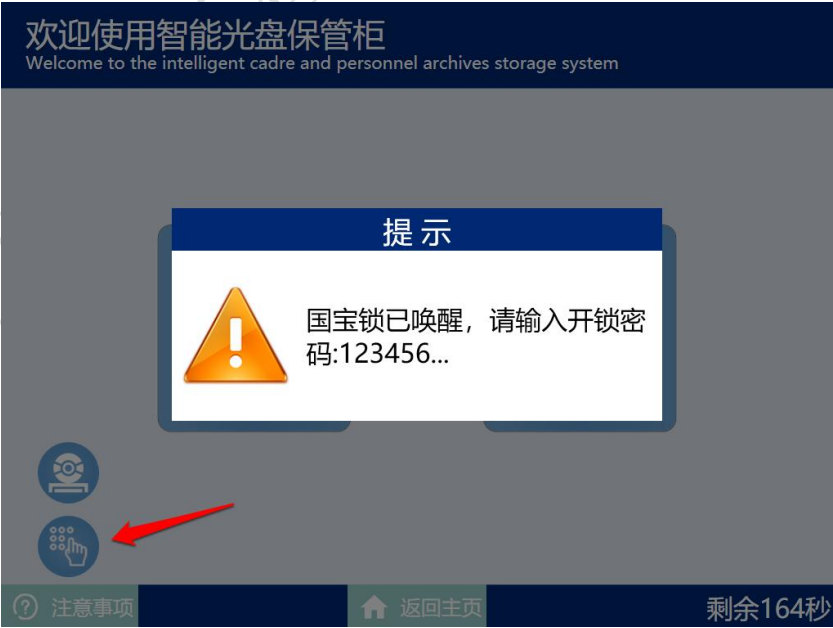 欢迎使用智能光盘保管柜
Welcome to the intelligent cadre and personnel archives storage system
提示
国宝锁已唤醒，请输入开锁密
码:123456...
? 注意事项
返回主页
剩余164秒